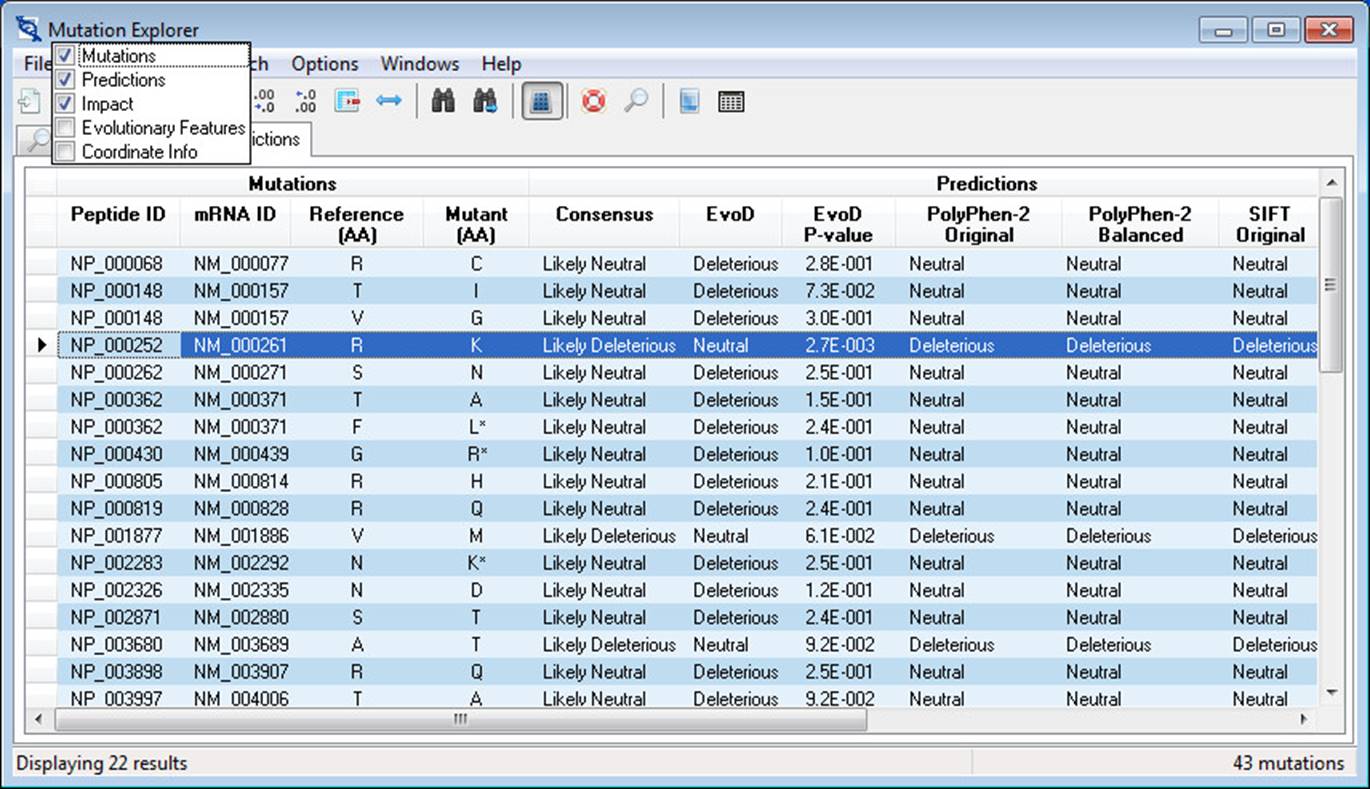 Mutation Explorer
Mutations
Predictions
Impact
Evolutionary Features
Coordinate Info
File ch Options Windows Help
.00 →.0 ←.0 .00
ictions
Mutations Predictions
Peptide ID mRNA ID Reference (AA) Mutant (AA) Consensus EvoD EvoD P-value PolyPhen-2 Original PolyPhen-2 Balanced SIFT Original
NP_000068 NM_000077 R C Likely Neutral Deleterious 2.8E-001 Neutral Neutral Neutral
NP_000148 NM_000157 T I Likely Neutral Deleterious 7.3E-002 Neutral Neutral Neutral
NP_000148 NM_000157 V G Likely Neutral Deleterious 3.0E-001 Neutral Neutral Neutral
NP_000252 NM_000261 R K Likely Deleterious Neutral 2.7E-003 Deleterious Deleterious Deleterious
NP_000262 NM_000271 S N Likely Neutral Deleterious 2.5E-001 Neutral Neutral Neutral
NP_000362 NM_000371 T A Likely Neutral Deleterious 1.5E-001 Neutral Neutral Neutral
NP_000362 NM_000371 F L* Likely Neutral Deleterious 2.4E-001 Neutral Neutral Neutral
NP_000430 NM_000439 G R* Likely Neutral Deleterious 1.0E-001 Neutral Neutral Neutral
NP_000805 NM_000814 R H Likely Neutral Deleterious 2.1E-001 Neutral Neutral Neutral
NP_000819 NM_000828 R Q Likely Neutral Deleterious 2.4E-001 Neutral Neutral Neutral
NP_001877 NM_001886 V M Likely Deleterious Neutral 6.1E-002 Deleterious Deleterious Deleterious
NP_002283 NM_002292 N K* Likely Neutral Deleterious 2.5E-001 Neutral Neutral Neutral
NP_002326 NM_002335 N D Likely Neutral Deleterious 1.2E-001 Neutral Neutral Neutral
NP_002871 NM_002880 S T Likely Neutral Deleterious 2.4E-001 Neutral Neutral Neutral
NP_003680 NM_003689 A T Likely Deleterious Neutral 9.2E-002 Deleterious Deleterious Deleterious
NP_003898 NM_003907 R Q Likely Neutral Deleterious 2.5E-001 Neutral Neutral Neutral
NP_003997 NM_004006 T A Likely Neutral Deleterious 9.2E-002 Neutral Neutral Neutral
Displaying 22 results 43 mutations